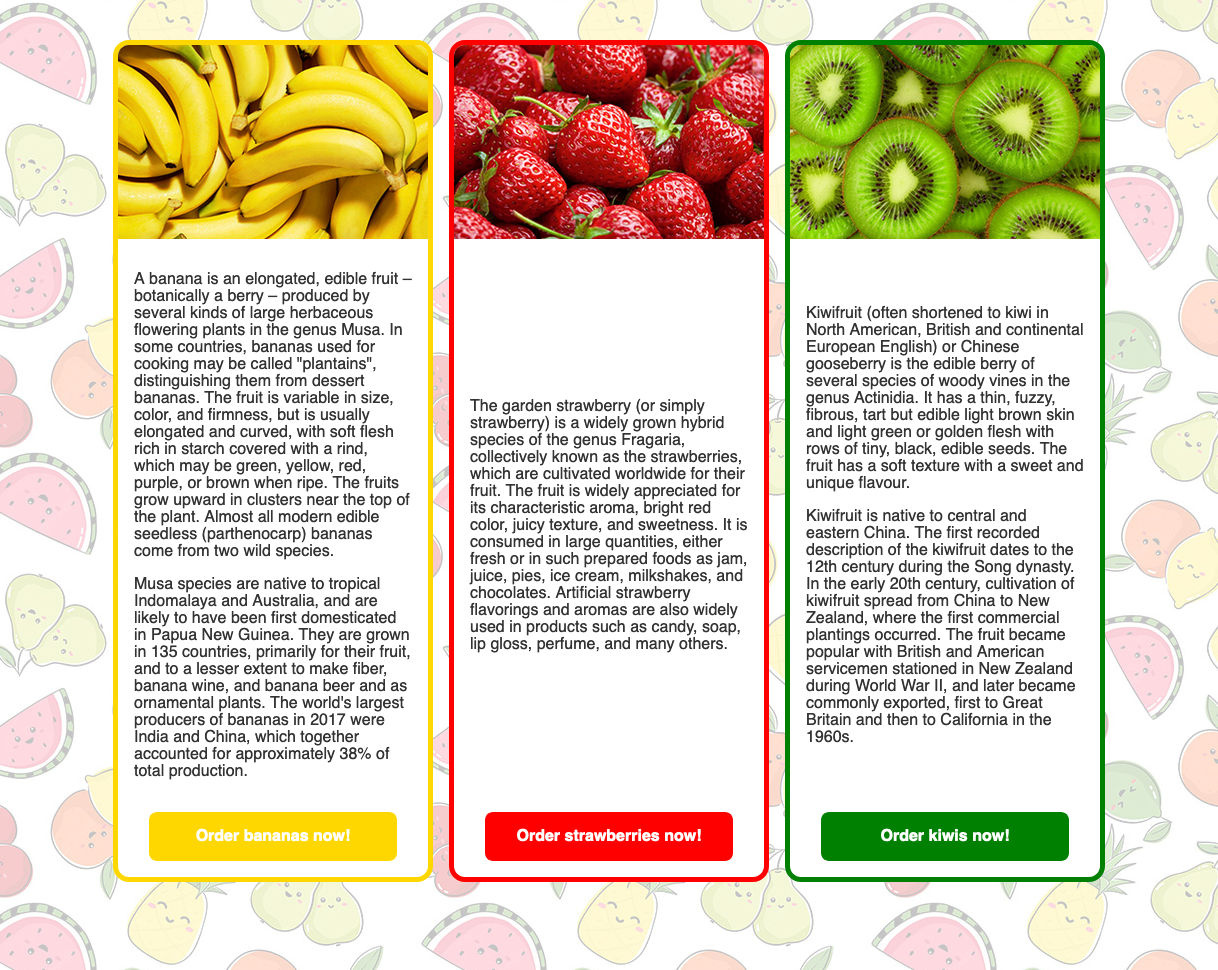 A banana is an elongated, edible fruit –
botanically a berry – produced by
several kinds of large herbaceous
flowering plants in the genus Musa. In
some countries, bananas used for
cooking may be called "plantains",
distinguishing them from dessert
bananas. The fruit is variable in size,
color, and firmness, but is usually
elongated and curved, with soft flesh
rich in starch covered with a rind,
which may be green, yellow, red,
purple, or brown when ripe. The fruits
grow upward in clusters near the top of
the plant. Almost all modern edible
seedless (parthenocarp) bananas
come from two wild species.
Musa species are native to tropical
Indomalaya and Australia, and are
likely to have been first domesticated
in Papua New Guinea. They are grown
in 135 countries, primarily for their fruit,
and to a lesser extent to make fiber,
banana wine, and banana beer and as
ornamental plants. The world's largest
producers of bananas in 2017 were
India and China, which together
accounted for approximately 38% of
total production.
Order bananas now!
The garden strawberry (or simply
strawberry) is a widely grown hybrid
species of the genus Fragaria,
collectively known as the strawberries,
which are cultivated worldwide for their
fruit. The fruit is widely appreciated for
its characteristic aroma, bright red
color, juicy texture, and sweetness. It is
consumed in large quantities, either
fresh or in such prepared foods as jam,
juice, pies, ice cream, milkshakes, and
chocolates. Artificial strawberry
flavorings and aromas are also widely
used in products such as candy, soap,
lip gloss, perfume, and many others.
Order strawberries now!
Kiwifruit (often shortened to kiwi in
North American, British and continental
European English) or Chinese
gooseberry is the edible berry of
several species of woody vines in the
genus Actinidia. It has a thin, fuzzy,
fibrous, tart but edible light brown skin
and light green or golden flesh with
rows of tiny, black, edible seeds. The
fruit has a soft texture with a sweet and
unique flavour.
Kiwifruit is native to central and
eastern China. The first recorded
description of the kiwifruit dates to the
12th century during the Song dynasty.
In the early 20th century, cultivation of
kiwifruit spread from China to New
Zealand, where the first commercial
plantings occurred. The fruit became
popular with British and American
servicemen stationed in New Zealand
during World War II, and later became
commonly exported, first to Great
Britain and then to California in the
1960s.
Order kiwis now!